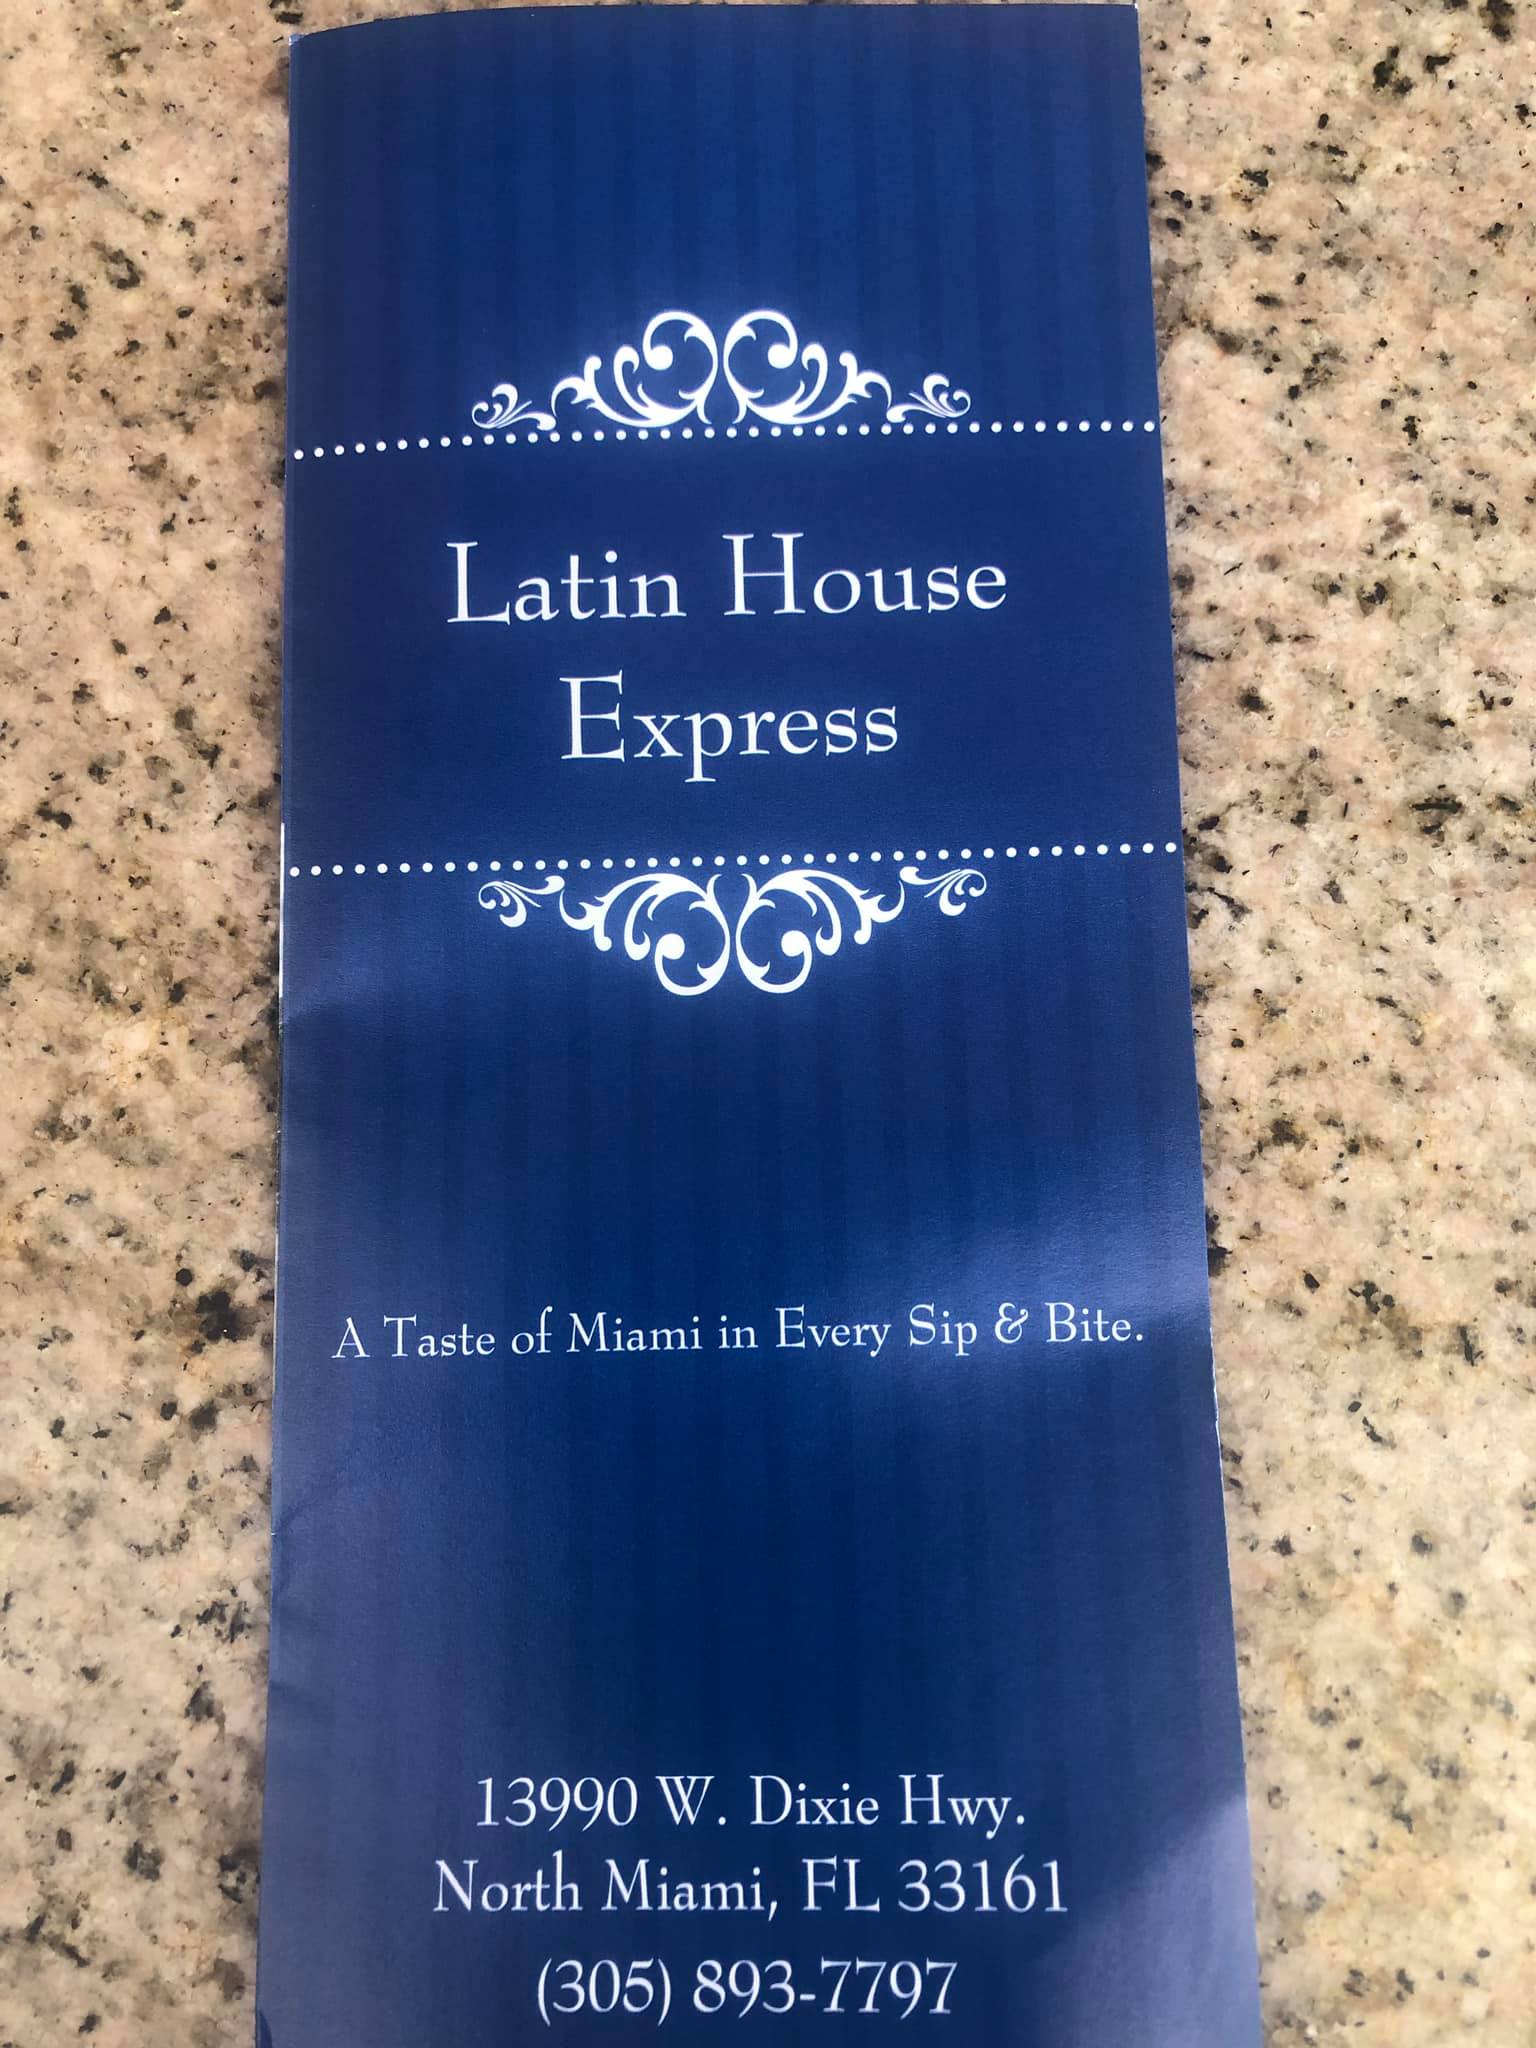 Latin House
Express
A Taste of Miami in Every Sip & Bite.
13990 W. Dixie Hwy.
North Miami, FL 33161
(305) 893-7797